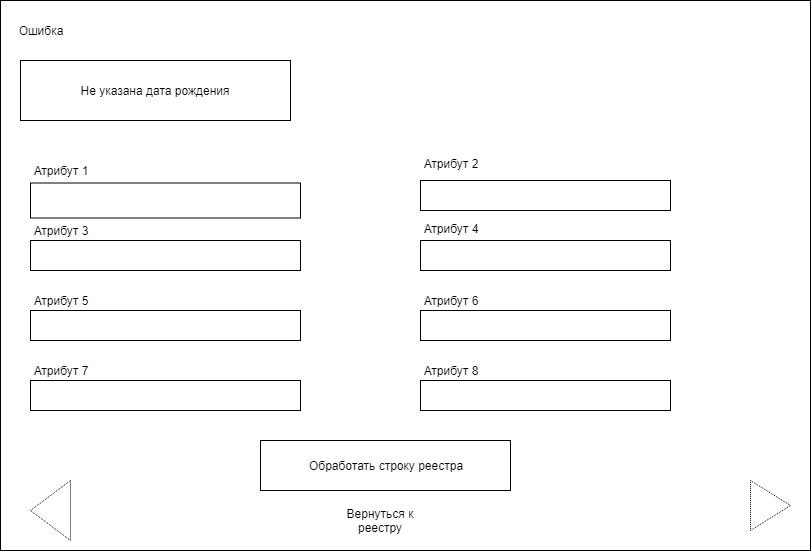 Ошибка
Не указана дата рождения
Атрибут 1
Атрибут 2
Атрибут 3
Атрибут 4
Атрибут 5
Атрибут 6
Атрибут 7
Атрибут 8
Обработать строку реестра
Вернуться к
реестру